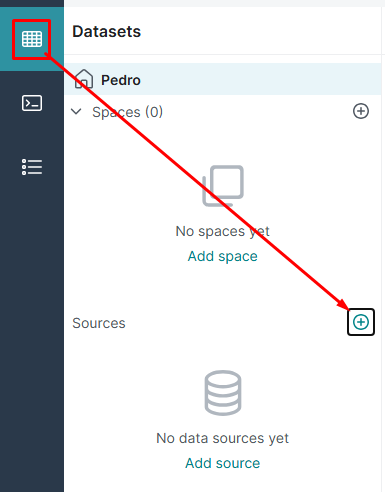 Datasets
Pedro
Spaces (0)
No spaces yet
Add space
Sources
No data sources yet
Add source